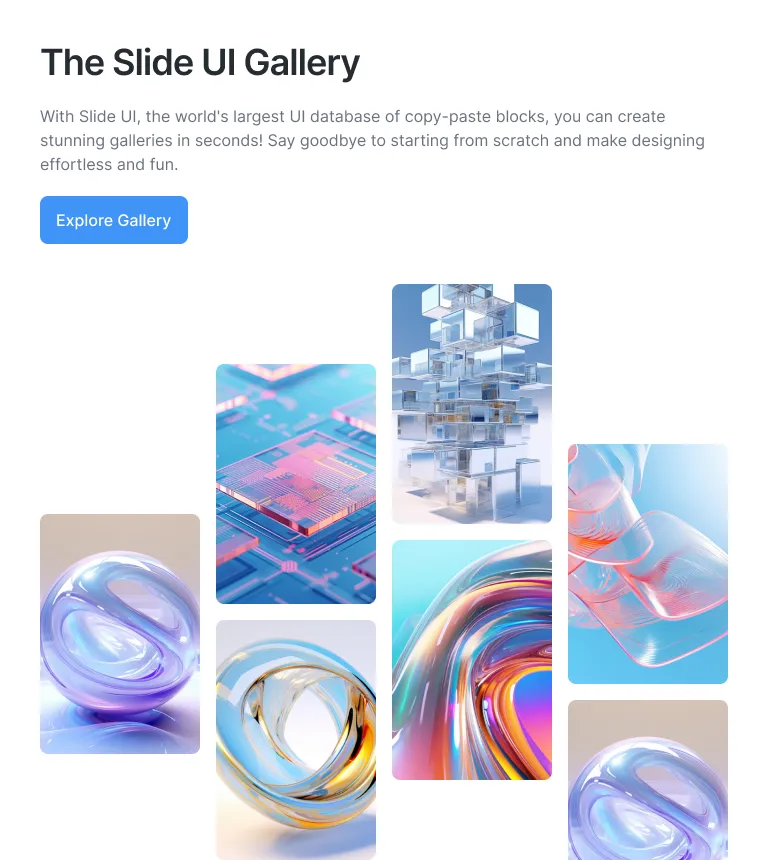 The Slide UI Gallery
With Slide UI, the world's largest UI database of copy-paste blocks, you can create
stunning galleries in seconds! Say goodbye to starting from scratch and make designing
effortless and fun.
Explore Gallery